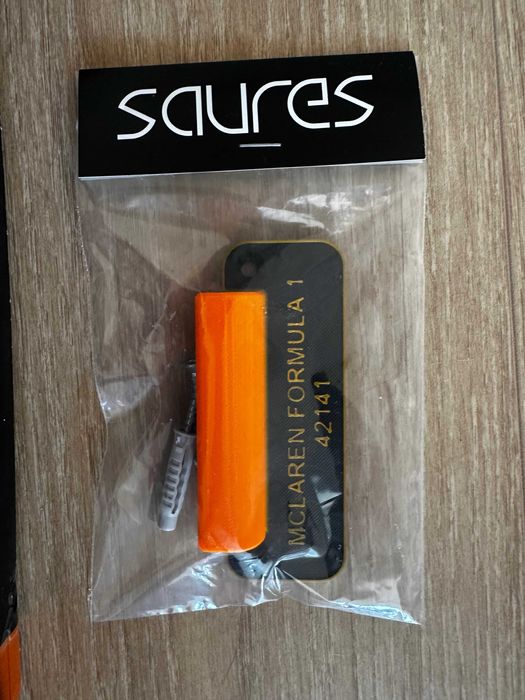 saures
MCLAREN FORMULA 1
42141